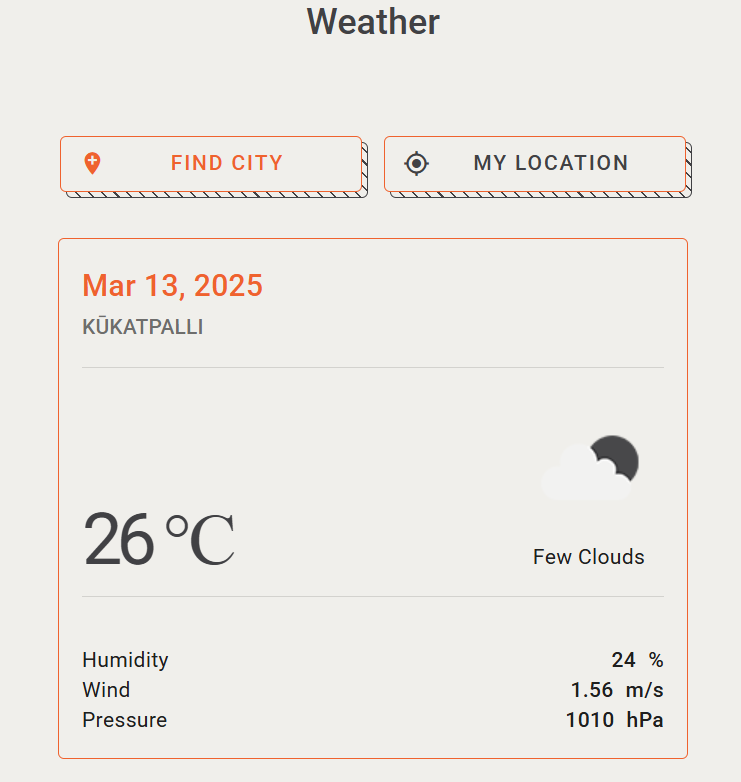 Weather
FIND CITY
MY LOCATION
Mar 13, 2025
KŪKATPALLI
26 °C
Few Clouds
Humidity 24 %
Wind 1.56 m/s
Pressure 1010 hPa